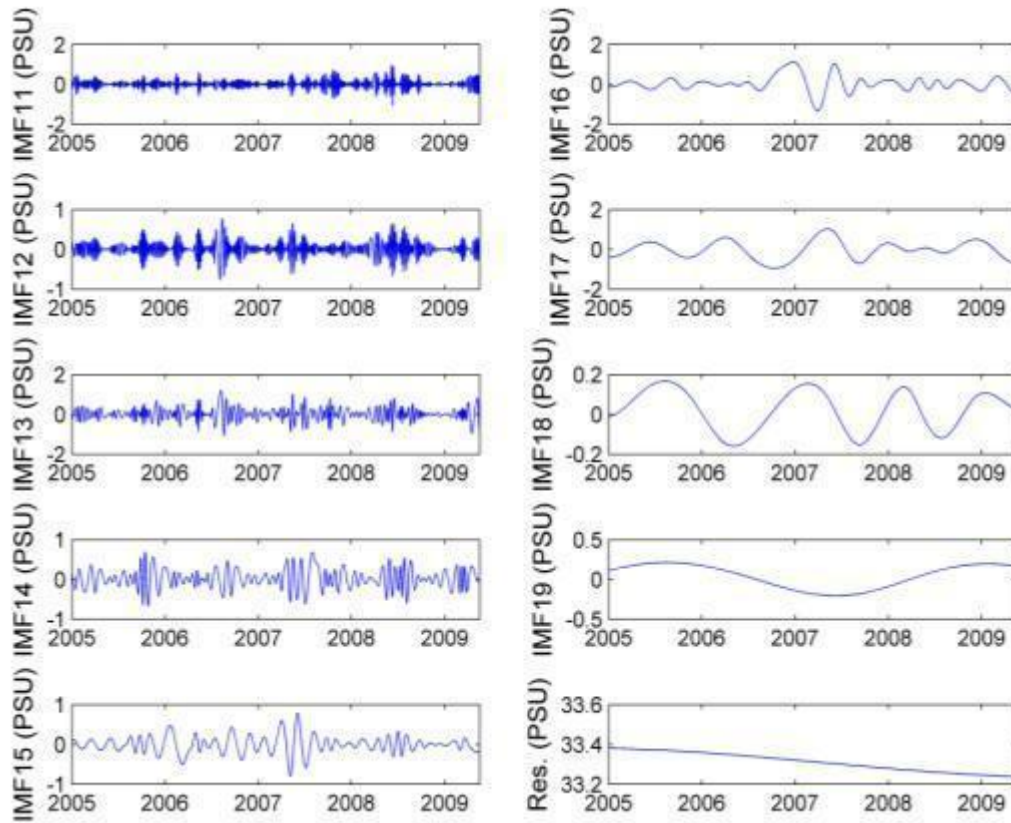 IMF11 (PSU)
2
0
-2
2005 2006 2007 2008 2009
IMF12 (PSU)
1
0
-1
2005 2006 2007 2008 2009
IMF13 (PSU)
2
0
-2
2005 2006 2007 2008 2009
IMF14 (PSU)
1
0
-1
2005 2006 2007 2008 2009
IMF15 (PSU)
1
0
-1
2005 2006 2007 2008 2009
IMF16 (PSU)
2
0
-2
2005 2006 2007 2008 2009
IMF17 (PSU)
2
0
-2
2005 2006 2007 2008 2009
IMF18 (PSU)
0.2
0
-0.2
2005 2006 2007 2008 2009
IMF19 (PSU)
0.5
0
-0.5
2005 2006 2007 2008 2009
Res. (PSU)
33.6
33.4
33.2
2005 2006 2007 2008 2009